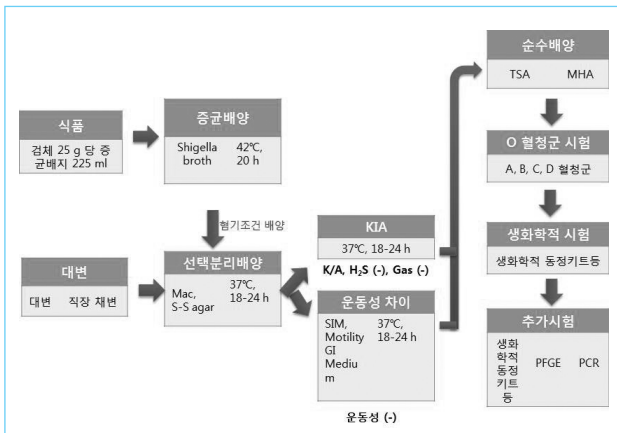 식품
검체 25 g 당 증
균배지 225 ml
증균배양
Shigella
broth
42℃,
20 h
혐기조건 배양
대변
대변 직장 채변
선택분리배양
Mac,
S-S agar
37℃,
18-24 h
KIA
37℃, 18-24 h
K/A, H₂S (-), Gas (-)
운동성 차이
SIM,
Motility
GI
Mediu
m
37℃,
18-24 h
운동성 (-)
순수배양
TSA MHA
O 혈청군 시험
A, B, C, D 혈청군
생화학적 시험
생화학적 동정키트등
추가시험
생화
학적
동정
키트
등
PFGE
PCR